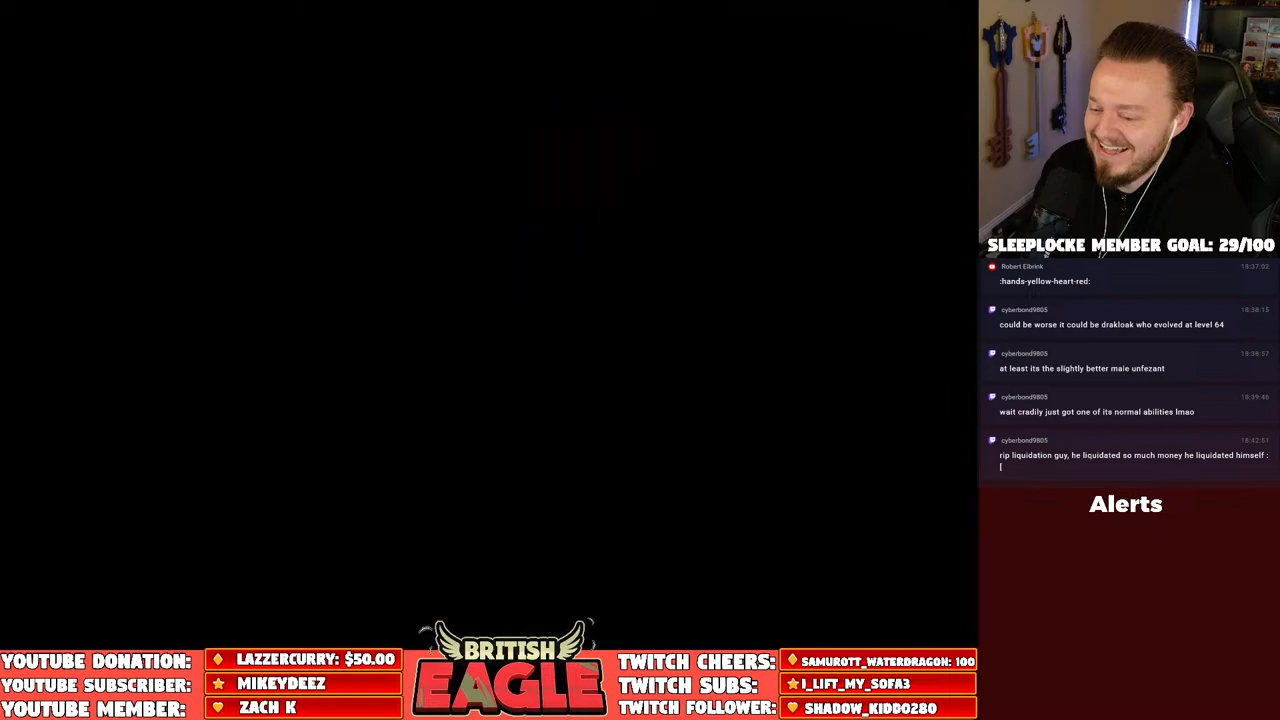 SLEEPLOCKE MEMBER GOAL: 29/100
Robert Elbrink 18:37:02
:hands-yellow-heart-red:
cyberbond9805 18:38:15
could be worse it could be drakloak who evolved at level 64
cyberbond9805 18:38:57
at least its the slightly better male unfezant
cyberbond9805 18:39:46
wait cradily just got one of its normal abilities lmao
cyberbond9805 18:42:51
rip liquidation guy, he liquidated so much money he liquidated himself :
[
Alerts
YOUTUBE DONATION: LAZZERCURRY: $50.00
YOUTUBE SUBSCRIBER: MIKEYDEEZ
YOUTUBE MEMBER: ZACH K
BRITISH
EAGLE
TWITCH CHEERS: SAMUROTT_WATERDRAGON: 100
TWITCH SUBS: I_LIFT_MY_SOFA3
TWITCH FOLLOWER: SHADOW_KIDDO280